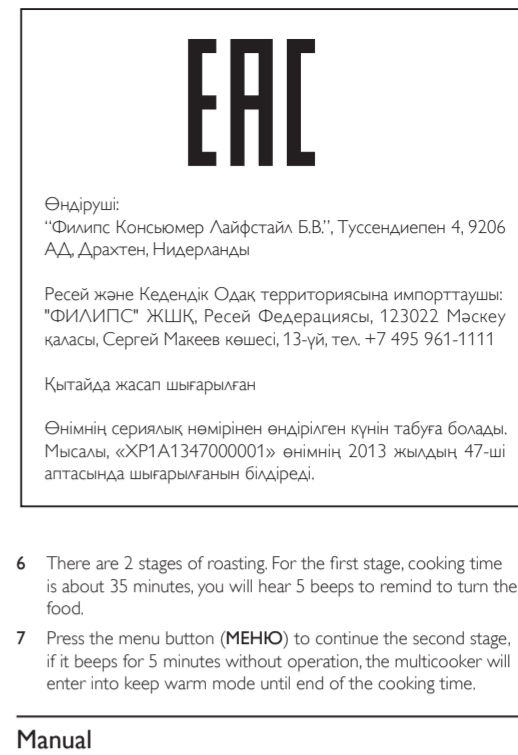 EAC
Өндіруші:
“Филипс Консьюмер Лайфстайл Б.В.”, Туссендиепен 4, 9206
АД, Драхтен, Нидерланды
Ресей және Кедендік Одақ территориясына импорттаушы:
"ФИЛИПС" ЖШҚ, Ресей Федерациясы, 123022 Мәскеу
қаласы, Сергей Макеев көшесі, 13-үй, тел. +7 495 961-1111
Қытайда жасап шығарылған
Өнімнің сериялық нөмірінен өндірілген күнін табуға болады.
Мысалы, «XP1A1347000001» өнімнің 2013 жылдың 47-ші
аптасында шығарылғанын білдіреді.
6 There are 2 stages of roasting. For the first stage, cooking time
is about 35 minutes, you will hear 5 beeps to remind to turn the
food.
7 Press the menu button (МЕНЮ) to continue the second stage,
if it beeps for 5 minutes without operation, the multicooker will
enter into keep warm mode until end of the cooking time.
Manual